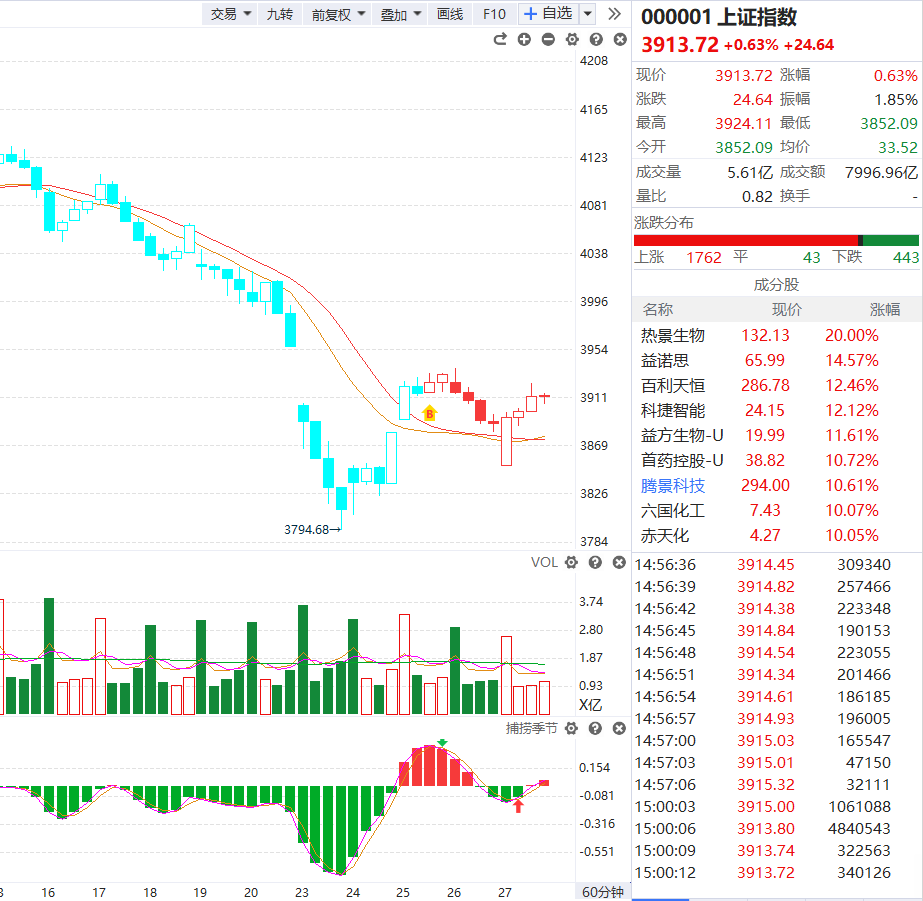 交易 九转 前复权 叠加 画线 F10 自选
000001 上证指数
3913.72 +0.63% +24.64
现价 3913.72 涨幅 0.63%
涨跌 24.64 振幅 1.85%
最高 3924.11 最低 3852.09
今开 3852.09 均价 33.52
成交量 5.61亿 成交额 7996.96亿
量比 0.82 换手 -
涨跌分布
上涨 1762 平 43 下跌 443
成分股
名称 现价 涨幅
热景生物 132.13 20.00%
益诺思 65.99 14.57%
百利天恒 286.78 12.46%
科捷智能 24.15 12.12%
益方生物-U 19.99 11.61%
首药控股-U 38.82 10.72%
腾景科技 294.00 10.61%
六国化工 7.43 10.07%
赤天化 4.27 10.05%
14:56:36 3914.45 309340
14:56:39 3914.82 257466
14:56:42 3914.38 223348
14:56:45 3914.84 190153
14:56:48 3914.54 223055
14:56:51 3914.34 201466
14:56:54 3914.61 186185
14:56:57 3914.93 196005
14:57:00 3915.03 165547
14:57:03 3915.01 47150
14:57:06 3915.32 32111
15:00:03 3915.00 1061088
15:00:06 3913.80 4840543
15:00:09 3913.74 322563
15:00:12 3913.72 340126
4208
4165
4123
4081
4038
3996
3954
3911
3869
3826
3784
B
3794.68→
VOL
3.74
2.80
1.87
0.93
X亿
捕捞季节
0.154
-0.081
-0.316
-0.551
16 17 18 19 20 23 24 25 26 27 60分钟